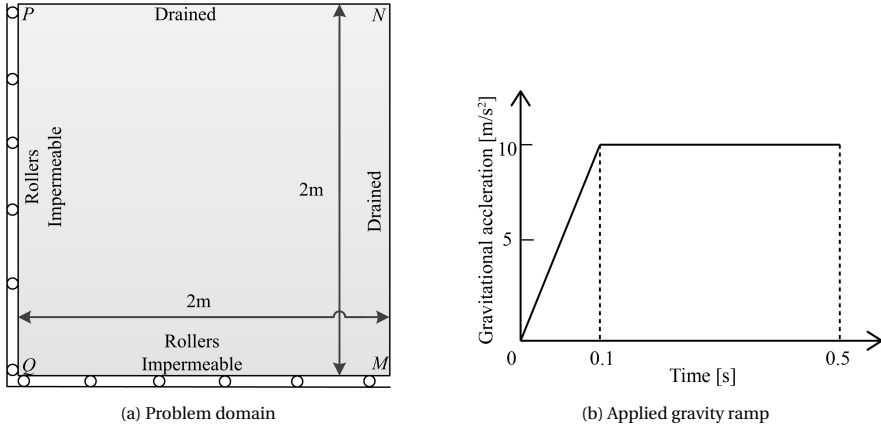 P
Drained
N
Rollers
Impermeable
2m
Drained
2m
Rollers
Impermeable
Q
M
(a) Problem domain
Gravitational accleration [m/s²]
10
5
0
0.1
0.5
Time [s]
(b) Applied gravity ramp